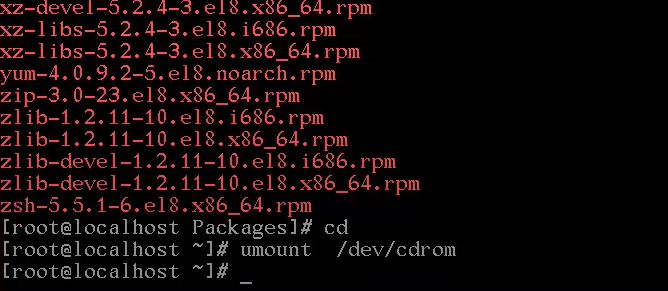 xz-devel-5.2.4-3.el8.x86_64.rpm
xz-libs-5.2.4-3.el8.i686.rpm
xz-libs-5.2.4-3.el8.x86_64.rpm
yum-4.0.9.2-5.el8.noarch.rpm
zip-3.0-23.el8.x86_64.rpm
zlib-1.2.11-10.el8.i686.rpm
zlib-1.2.11-10.el8.x86_64.rpm
zlib-devel-1.2.11-10.el8.i686.rpm
zlib-devel-1.2.11-10.el8.x86_64.rpm
zsh-5.5.1-6.el8.x86_64.rpm
[root@localhost Packages]# cd
[root@localhost ~]# umount  /dev/cdrom
[root@localhost ~]# _